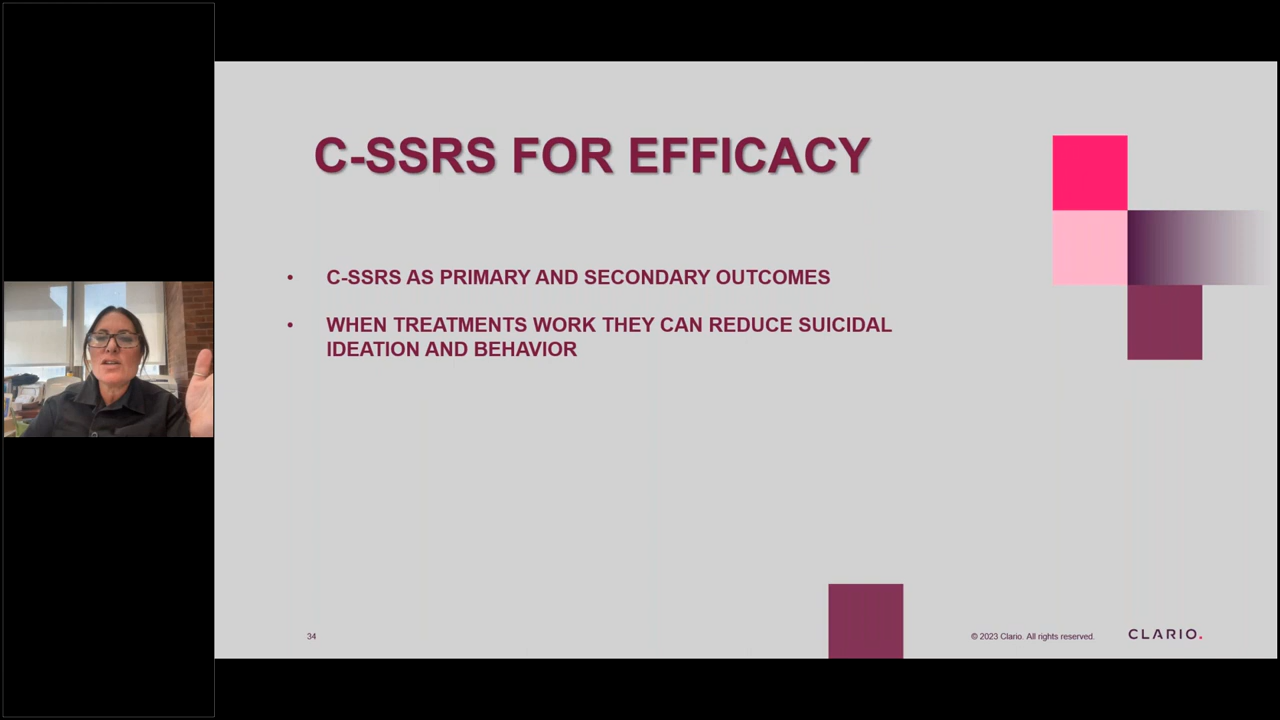 C-SSRS FOR EFFICACY
• C-SSRS AS PRIMARY AND SECONDARY OUTCOMES
• WHEN TREATMENTS WORK THEY CAN REDUCE SUICIDAL
IDEATION AND BEHAVIOR
34
© 2023 Clario. All rights reserved.
CLARIO.